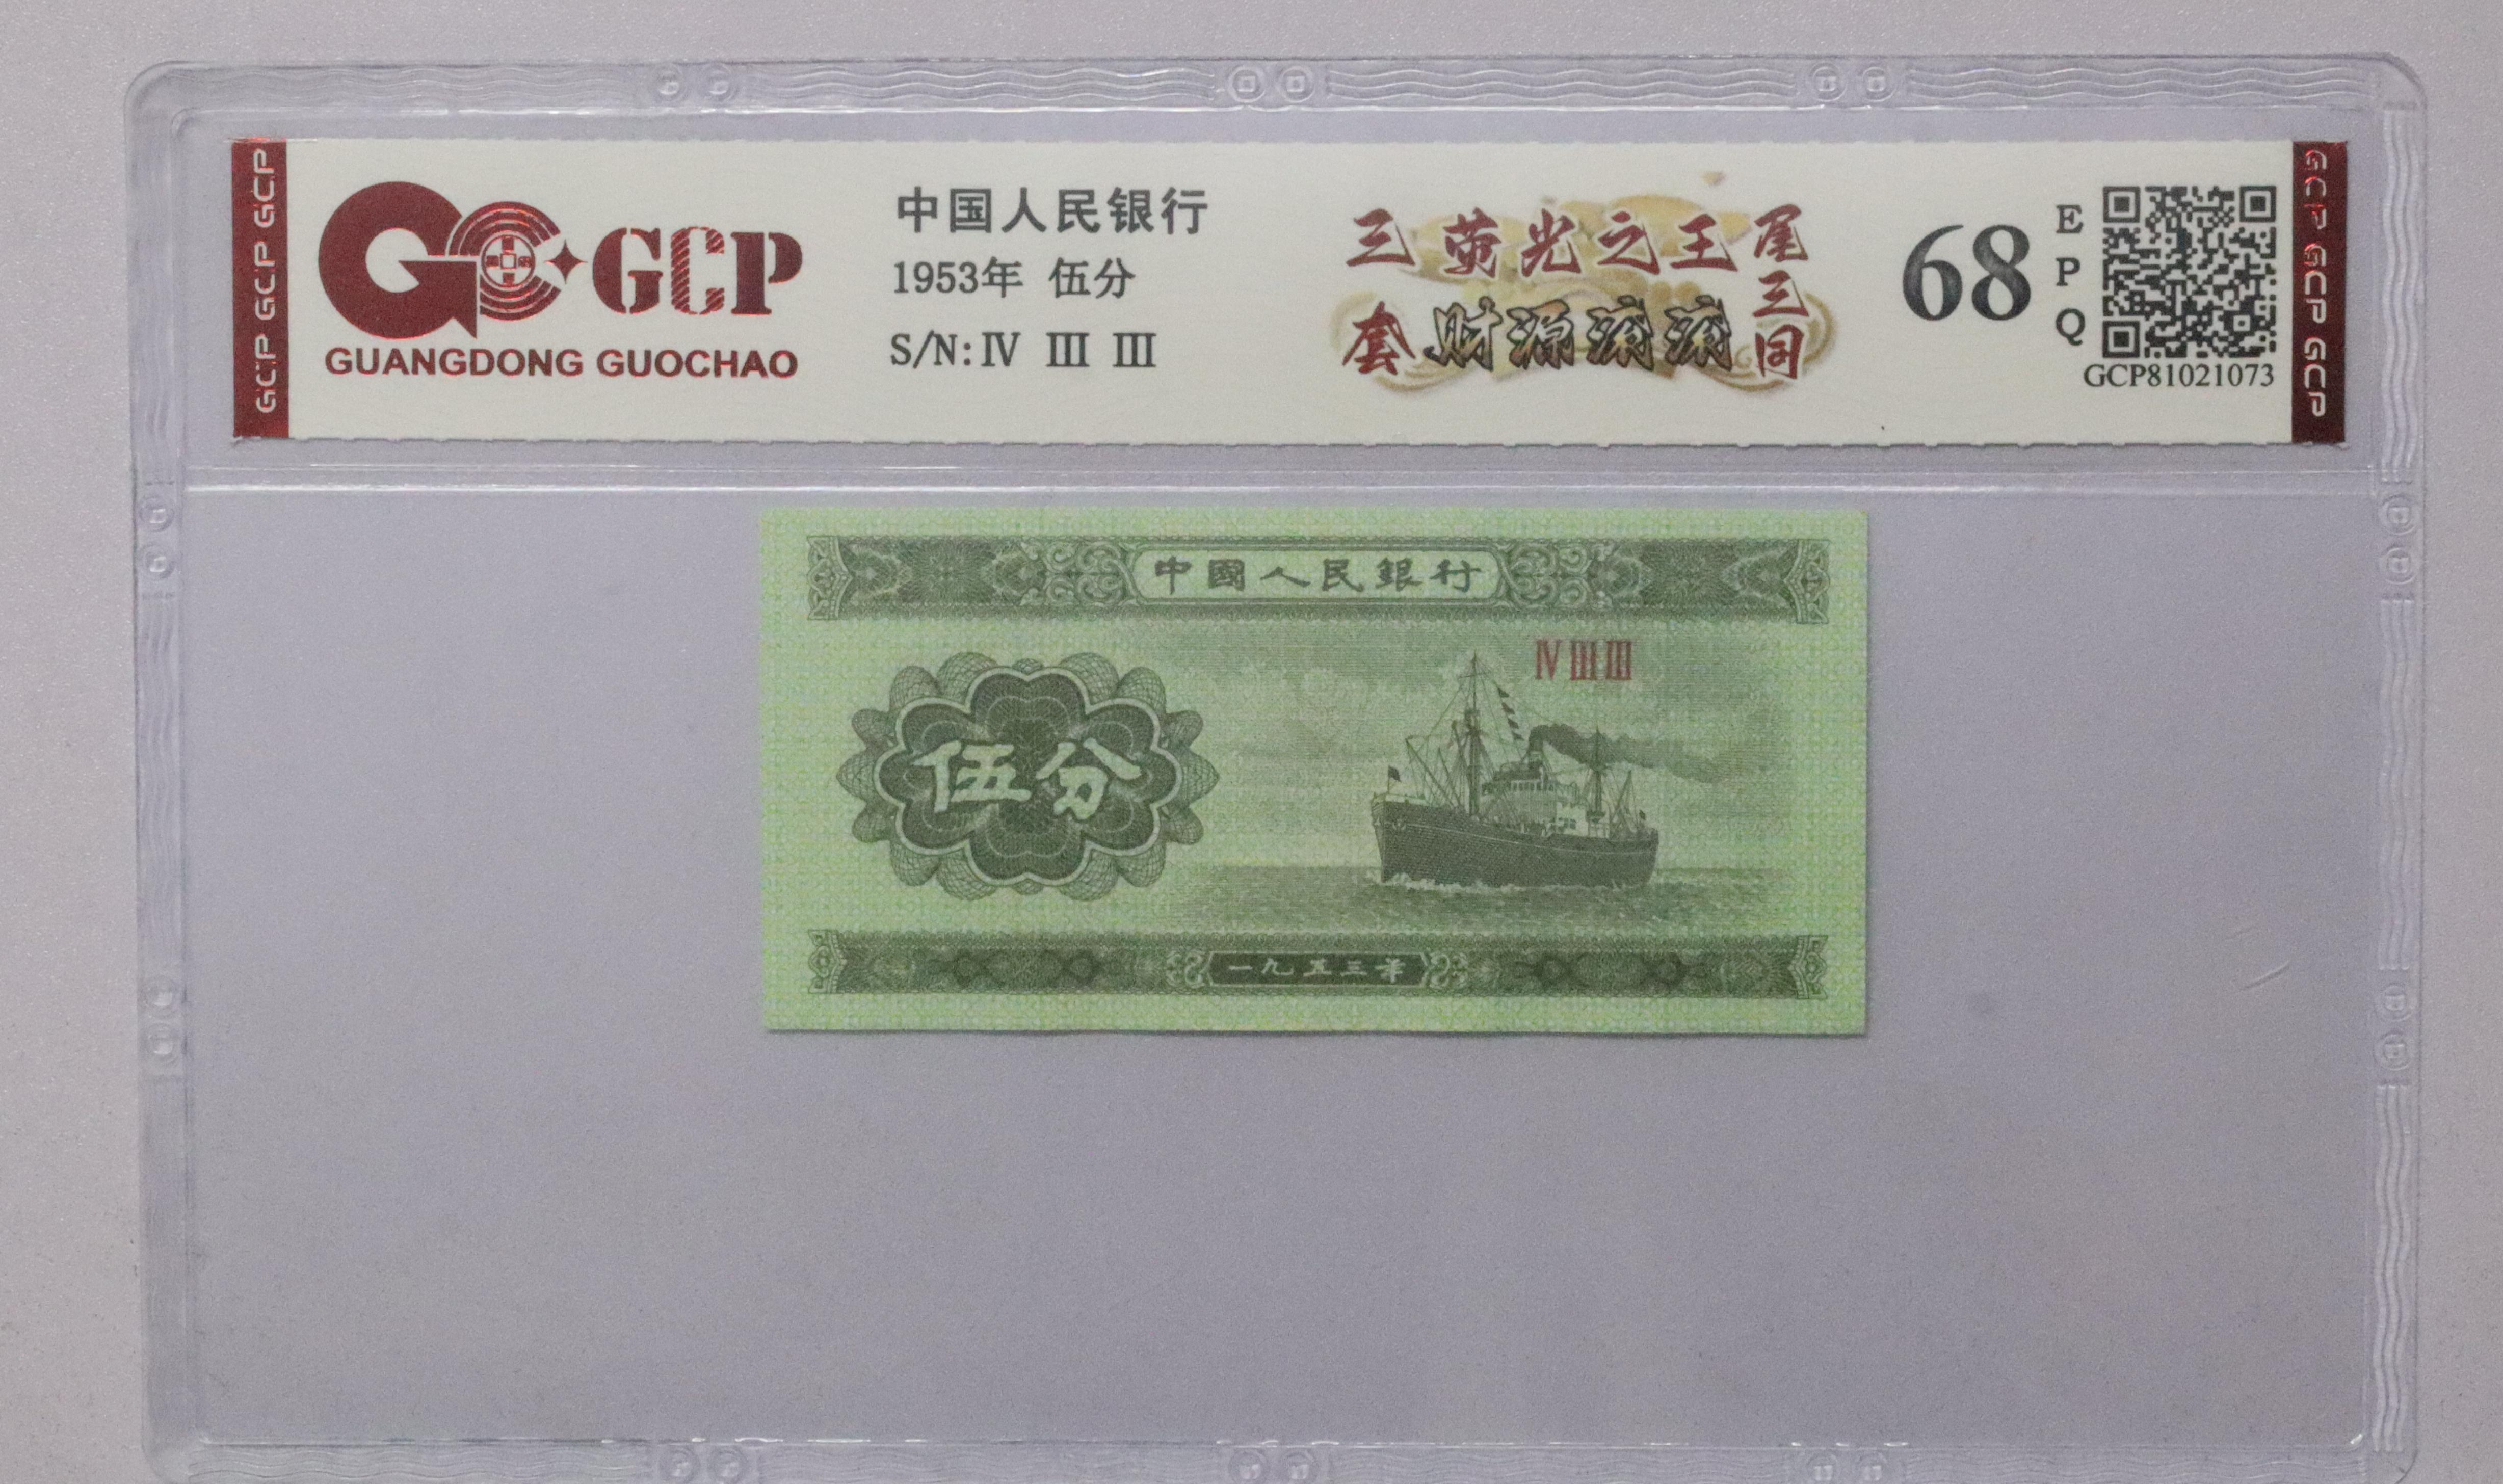 GCP GCP GCP
GCP
GUANGDONG GUOCHAO
中国人民银行
1953年 伍分
S/N:Ⅳ Ⅲ Ⅲ
三套
荧光之王
财源滚滚
尾三同
68
EPQ
GCP81021073
GCP GCP GCP
中國人民銀行
Ⅳ Ⅲ Ⅲ
伍分
一九五三年